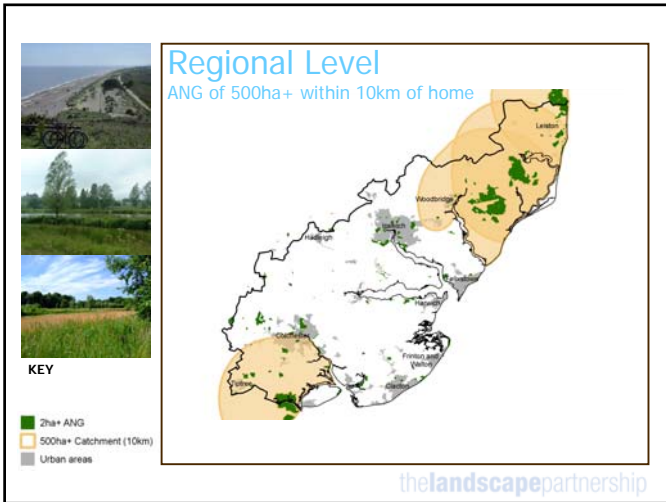 Regional Level
ANG of 500ha+ within 10km of home
Leiston
Woodbridge
Ipswich
Hadleigh
Felixstowe
Harwich
Colchester
Frinton and
Walton
Tiptree
Clacton
KEY
2ha+ ANG
500ha+ Catchment (10km)
Urban areas
thelandscapepartnership